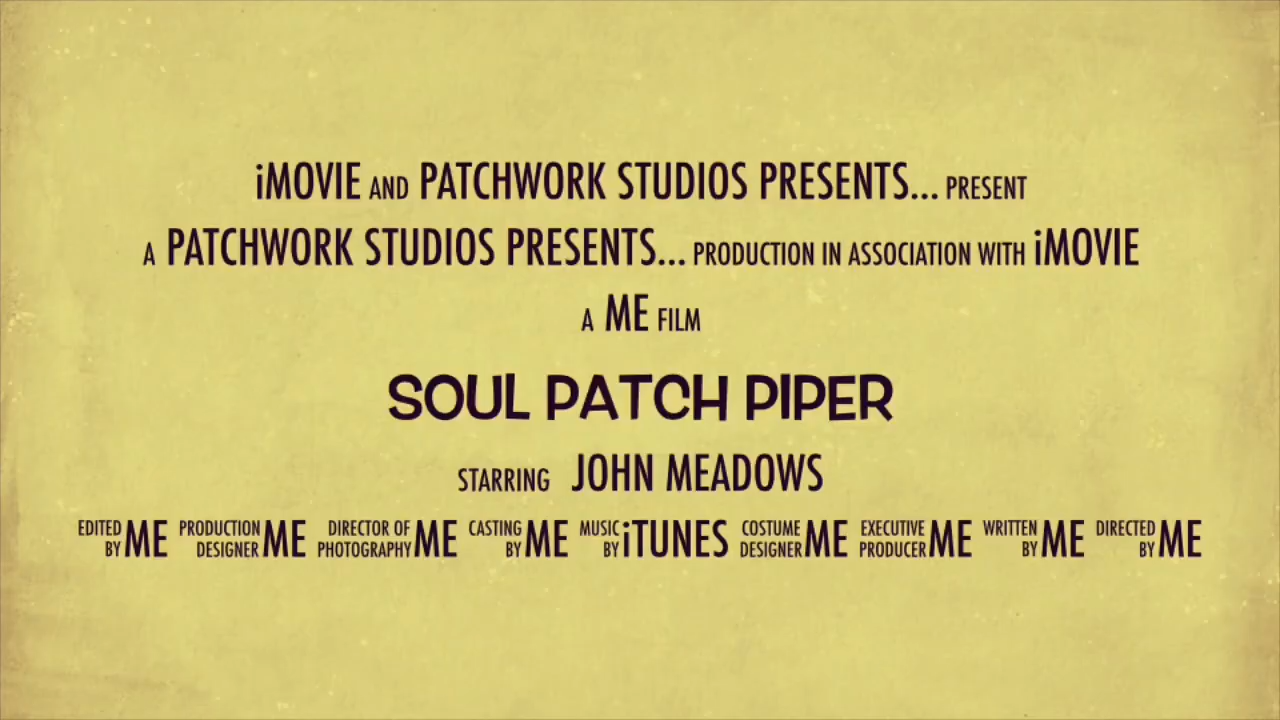 iMOVIE AND PATCHWORK STUDIOS PRESENTS... PRESENT
A PATCHWORK STUDIOS PRESENTS... PRODUCTION IN ASSOCIATION WITH iMOVIE
A ME FILM
SOUL PATCH PIPER
STARRING JOHN MEADOWS
EDITED BY ME PRODUCTION DESIGNER ME DIRECTOR OF PHOTOGRAPHY ME CASTING BY ME MUSIC BY iTUNES COSTUME DESIGNER ME EXECUTIVE PRODUCER ME WRITTEN BY ME DIRECTED BY ME